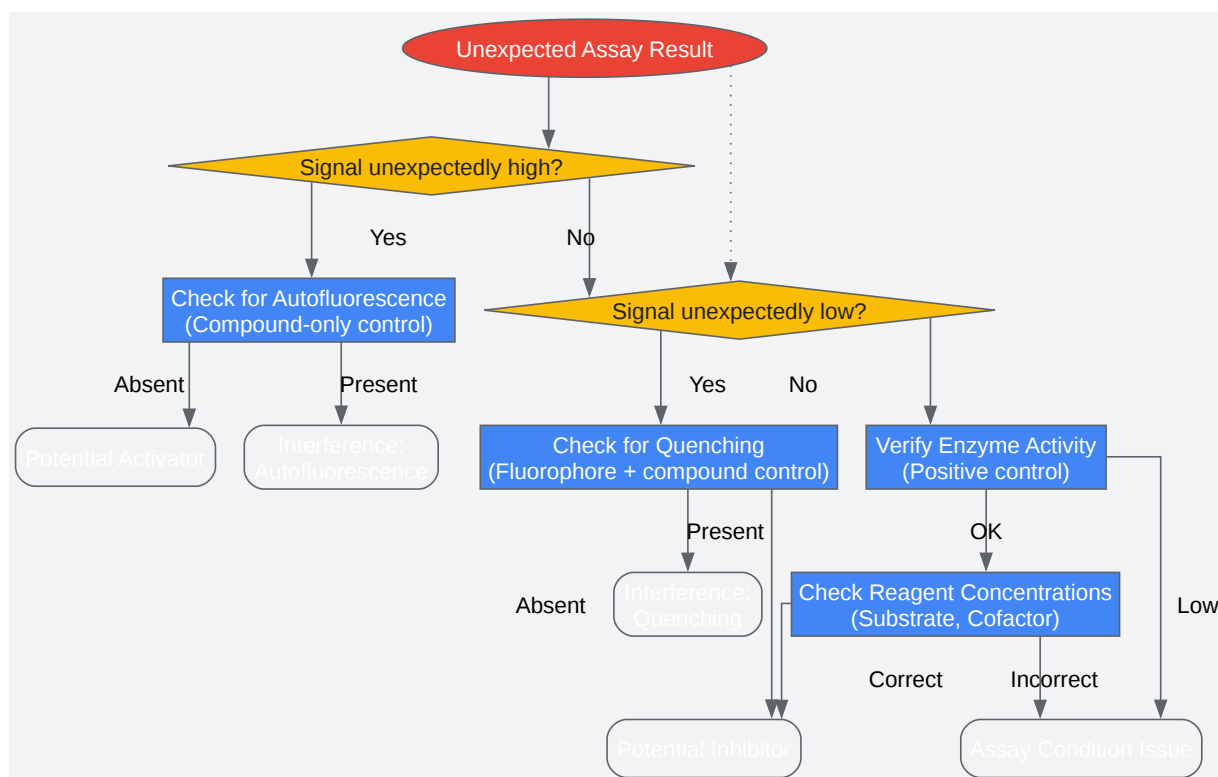 Unexpected Assay Result
Signal unexpectedly high?
Yes
No
Check for Autofluorescence
(Compound-only control)
Signal unexpectedly low?
Absent
Present
Yes
No
Potential Activator
Interference:
Autofluorescence
Check for Quenching
(Fluorophore + compound control)
Verify Enzyme Activity
(Positive control)
Present
OK
Absent
Interference:
Quenching
Check Reagent Concentrations
(Substrate, Cofactor)
Low
Correct
Incorrect
Potential Inhibitor
Assay Condition Issue